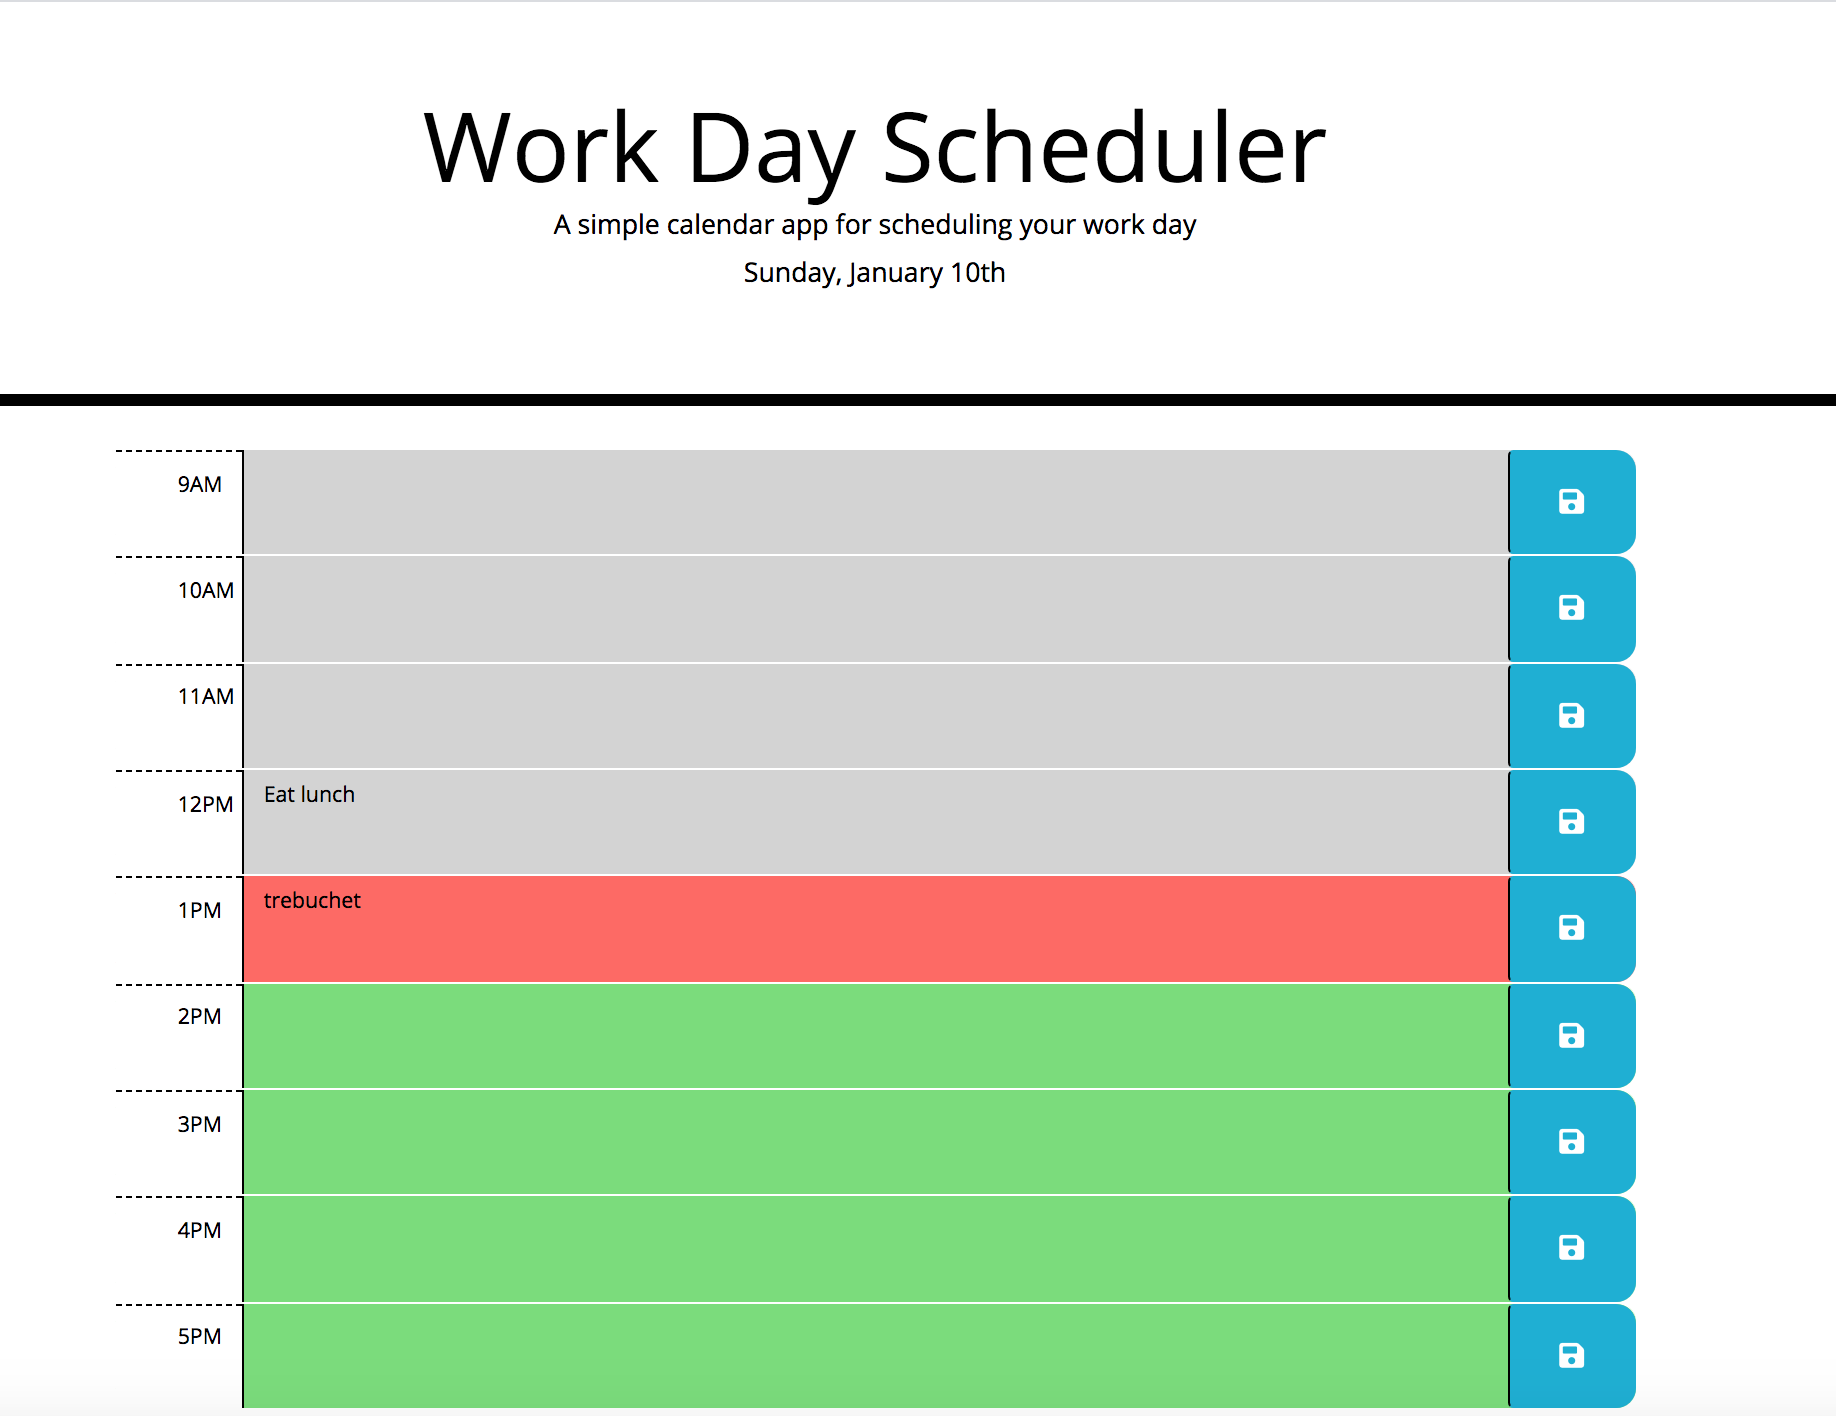 Work Day Scheduler
A simple calendar app for scheduling your work day
Sunday, January 10th
9AM
10AM
11AM
12PM Eat lunch
1PM trebuchet
2PM
3PM
4PM
5PM